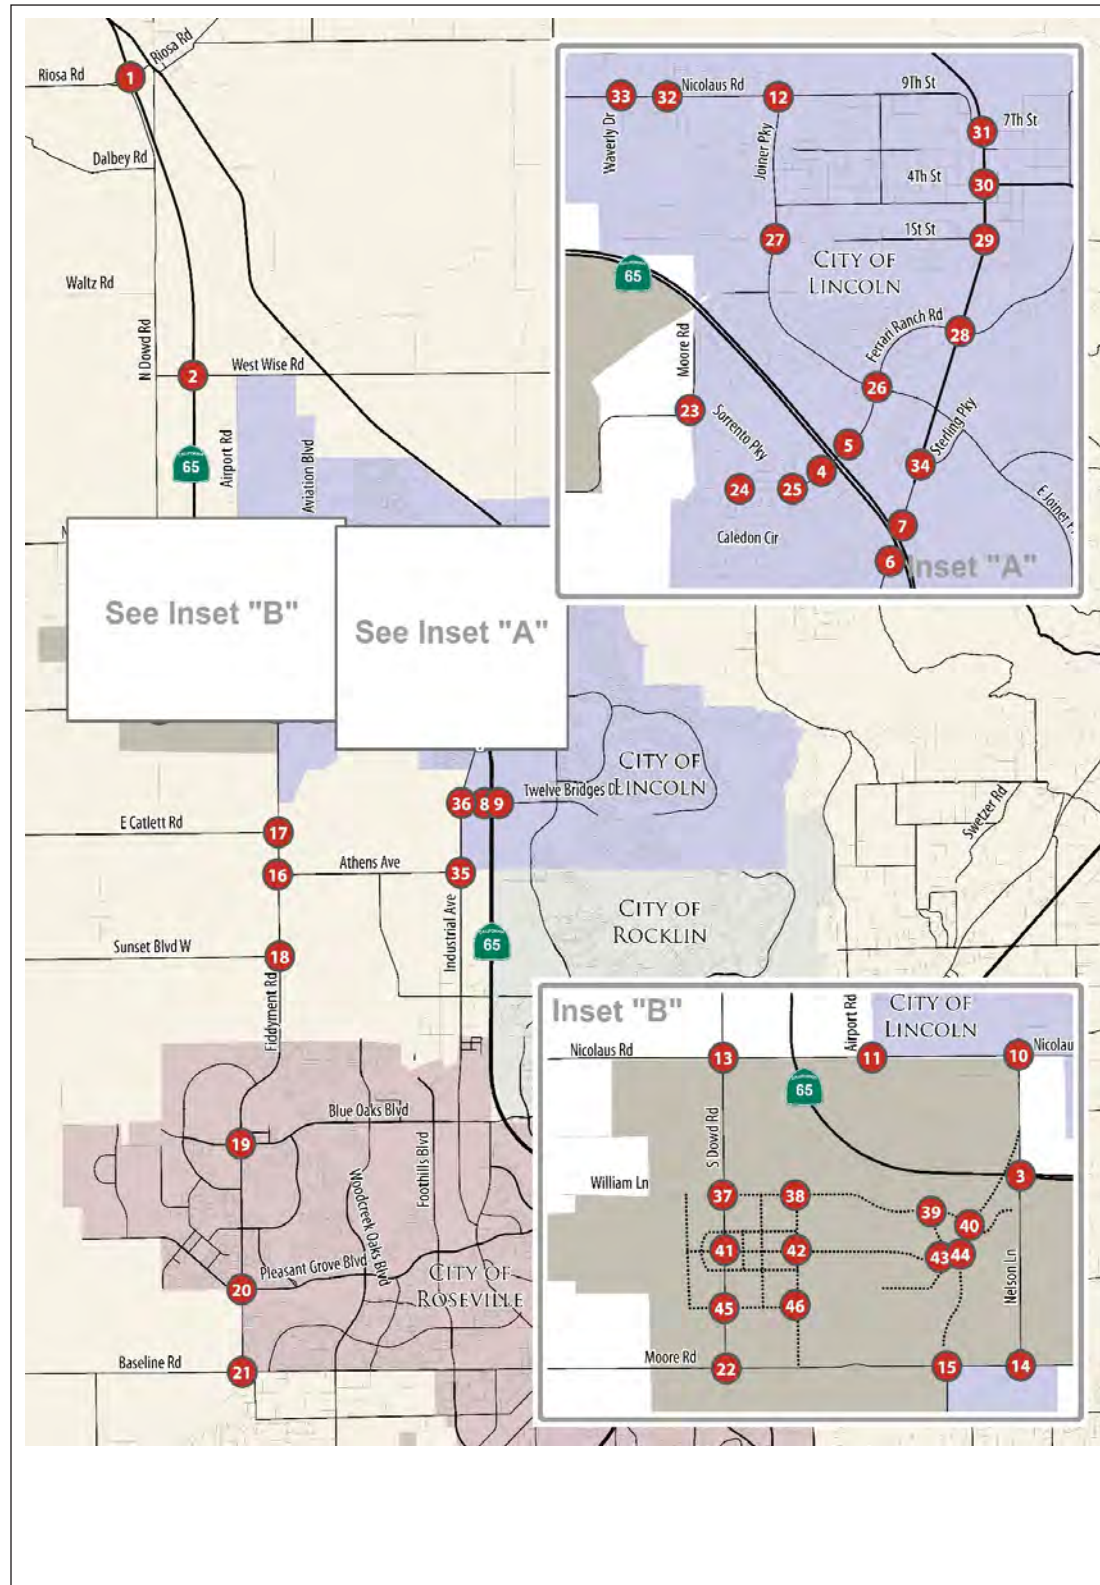 Riosa Rd
Riosa Rd
1
Dalbey Rd
Waltz Rd
N Dowd Rd
2
West Wise Rd
CALIFORNIA
65
Airport Rd
Aviation Blvd
N
See Inset "B"
See Inset "A"
33
32
Nicolaus Rd
12
9Th St
31
7Th St
Waverly Dr
Joiner Pky
4Th St
30
27
1St St
29
CITY OF
LINCOLN
65
Moore Rd
Ferrari Ranch Rd
28
26
23
Sorrento Pky
5
Sterling Pky
4
34
24
25
E Joiner P
7
Caledon Cir
6
Inset "A"
CITY OF
LINCOLN
36
8
9
Twelve Bridges D
Swetzer Rd
E Catlett Rd
17
16
Athens Ave
35
CITY OF
ROCKLIN
Industrial Ave
CALIFORNIA
65
Sunset Blvd W
18
Fiddyment Rd
Inset "B"
Airport Rd
CITY OF
LINCOLN
Nicolaus Rd
13
11
10
Nicolau
65
S Dowd Rd
William Ln
37
38
3
39
40
41
42
43
44
Nelson Ln
45
46
Moore Rd
22
15
14
Blue Oaks Blvd
19
Foothills Blvd
Woodcreek Oaks Blvd
Pleasant Grove Blvd
20
CITY OF
ROSEVILLE
Baseline Rd
21